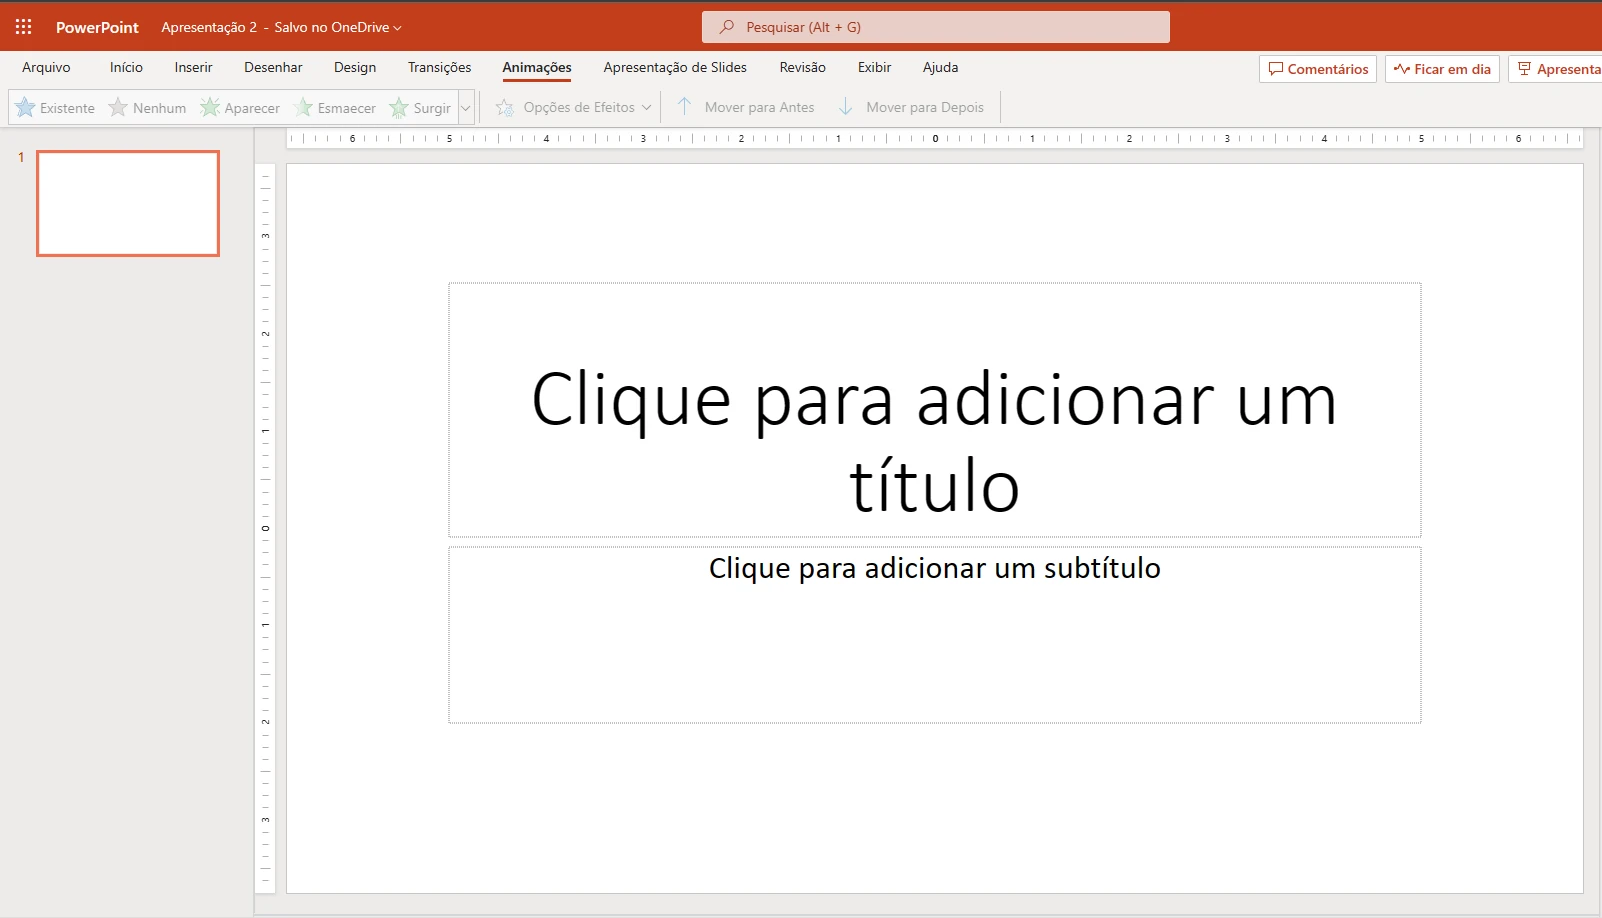 PowerPoint Apresentação 2 - Salvo no OneDrive Pesquisar (Alt + G)
Arquivo Início Inserir Desenhar Design Transições Animações Apresentação de Slides Revisão Exibir Ajuda Comentários Ficar em dia Apresenta
Existente Nenhum Aparecer Esmaecer Surgir Opções de Efeitos Mover para Antes Mover para Depois
6 5 4 3 2 1 0 1 2 3 4 5 6
1
3
2
1
0
1
2
3
Clique para adicionar um
título
Clique para adicionar um subtítulo